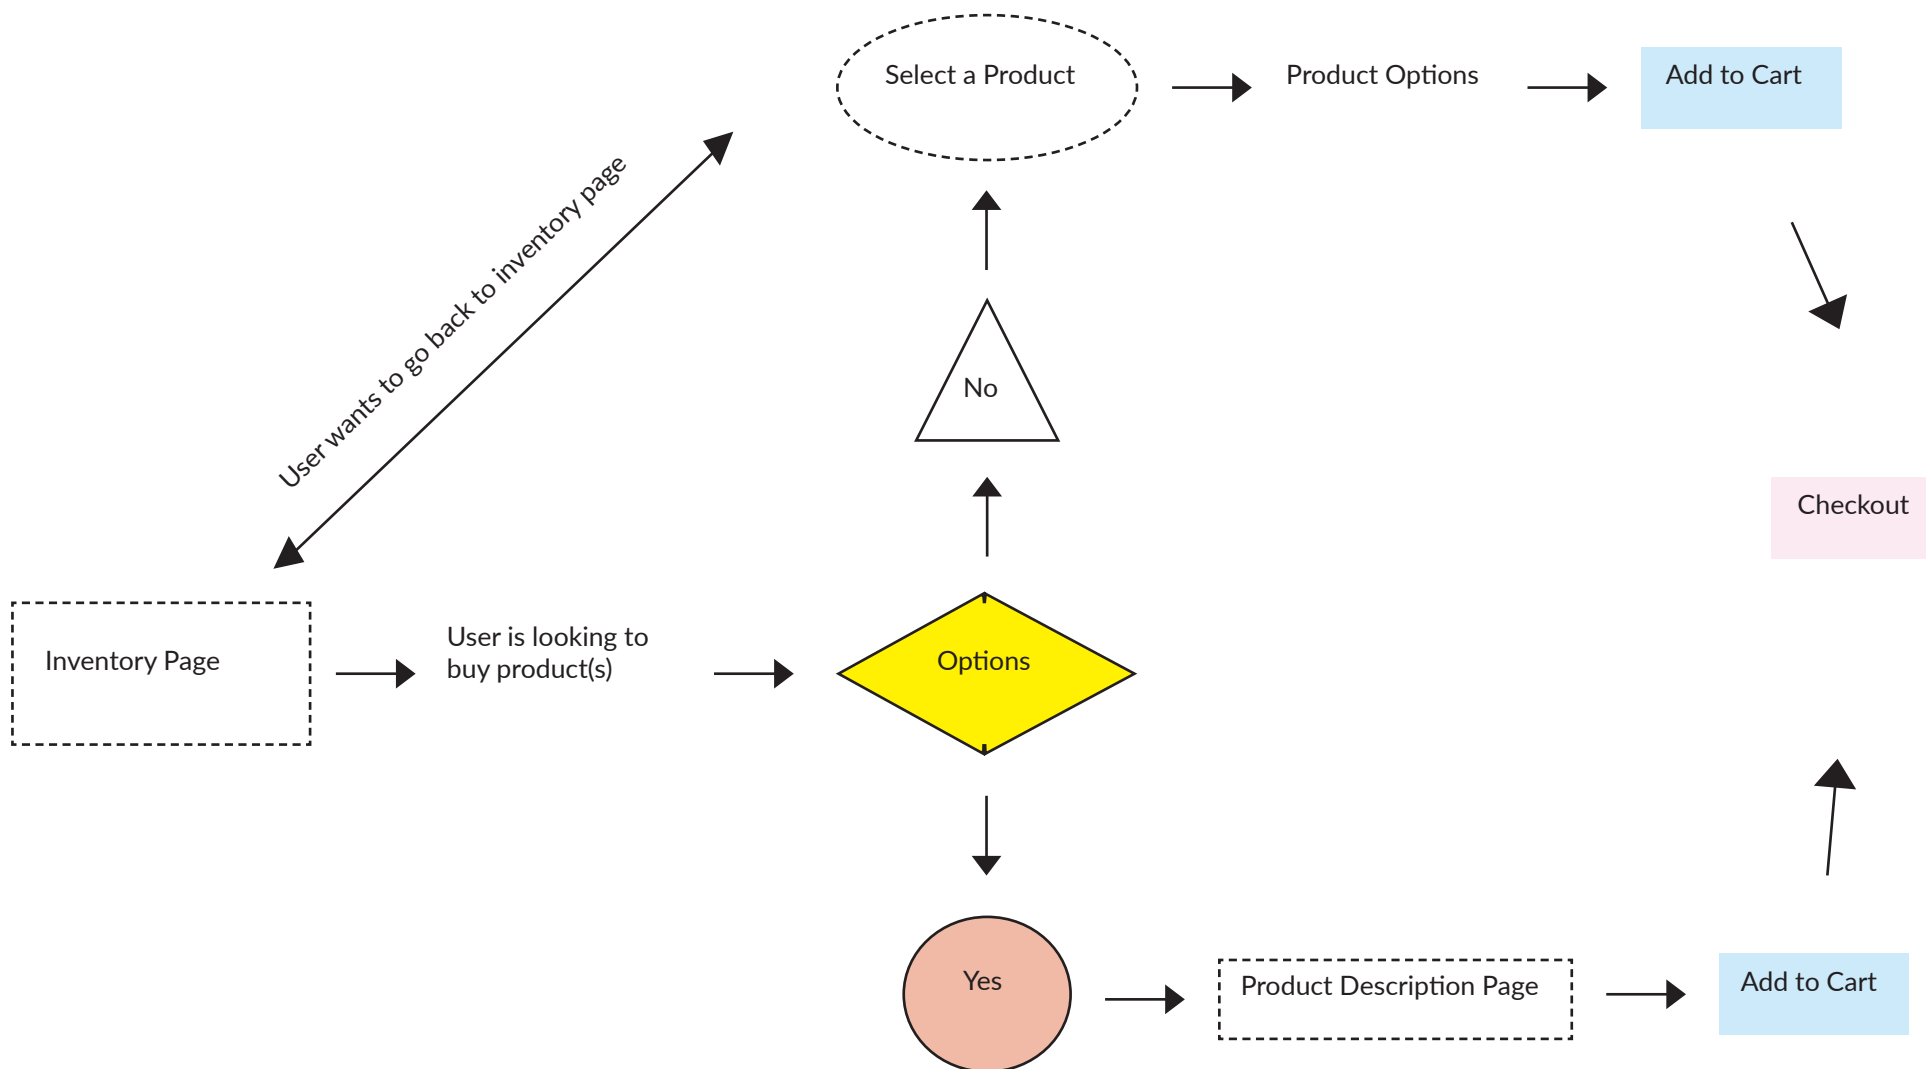 Select a Product
Product Options
Add to Cart
User wants to go back to inventory page
No
Checkout
Inventory Page
User is looking to
buy product(s)
Options
Yes
Product Description Page
Add to Cart